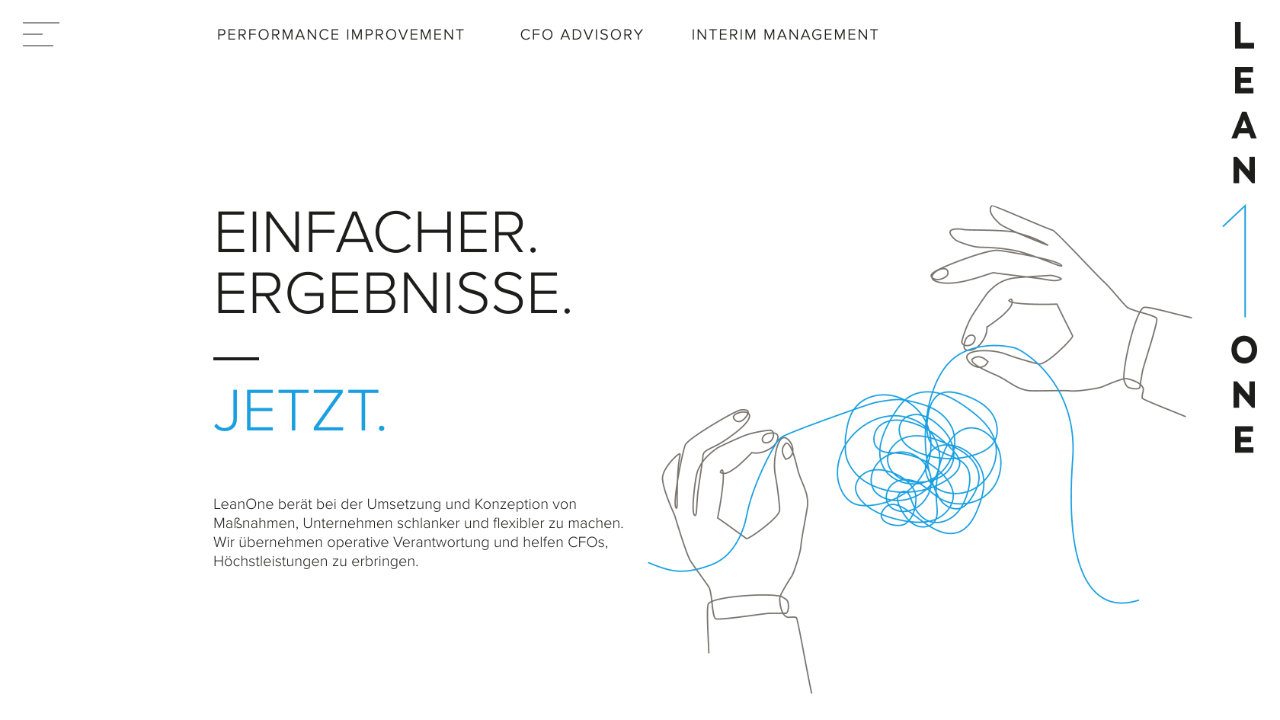 PERFORMANCE IMPROVEMENT
CFO ADVISORY
INTERIM MANAGEMENT
LEAN
1
ONE
EINFACHER.
ERGEBNISSE.
JETZT.
LeanOne berät bei der Umsetzung und Konzeption von
Maßnahmen, Unternehmen schlanker und flexibler zu machen.
Wir übernehmen operative Verantwortung und helfen CFOs,
Höchstleistungen zu erbringen.